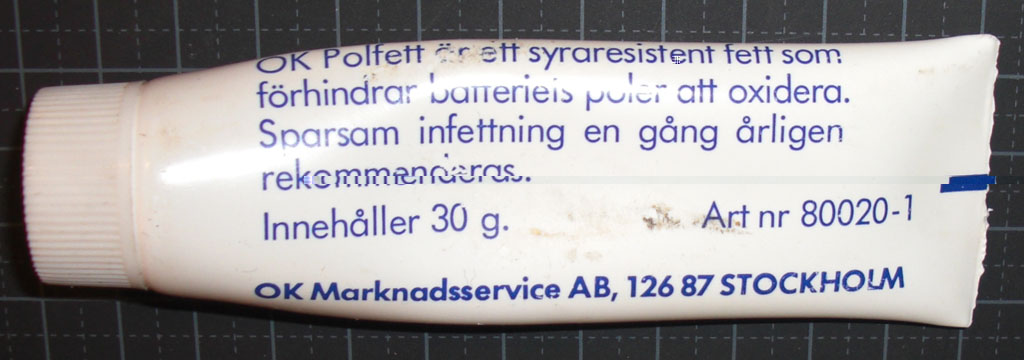 OK Polfett är ett syraresistent fett som
förhindrar batteriets poler att oxidera.
Sparsam infettning en gång årligen
rekommenderas.
Innehåller 30 g. Art nr 80020-1
OK Marknadsservice AB, 126 87 STOCKHOLM